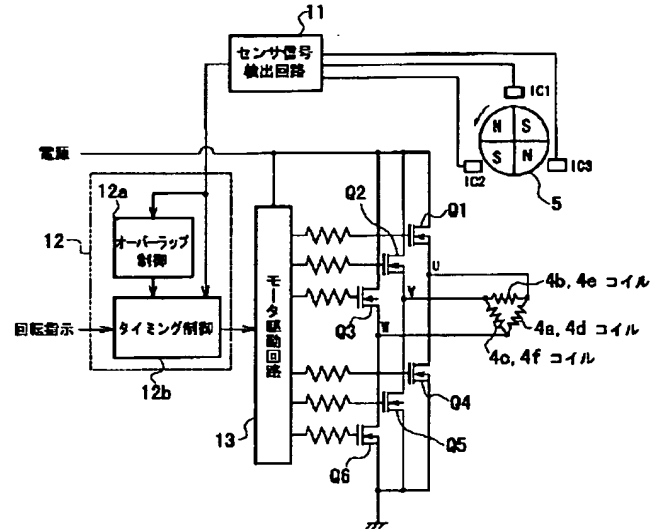 11
センサ信号
検出回路
IC1
N
S
S
N
IC2
IC3
5
電源
12a
12
オーバーラップ
制御
回転指示
タイミング制御
12b
モータ駆動回路
13
Q2
Q1
Q3
U
V
W
4b, 4e コイル
4a, 4d コイル
4c, 4f コイル
Q4
Q5
Q6